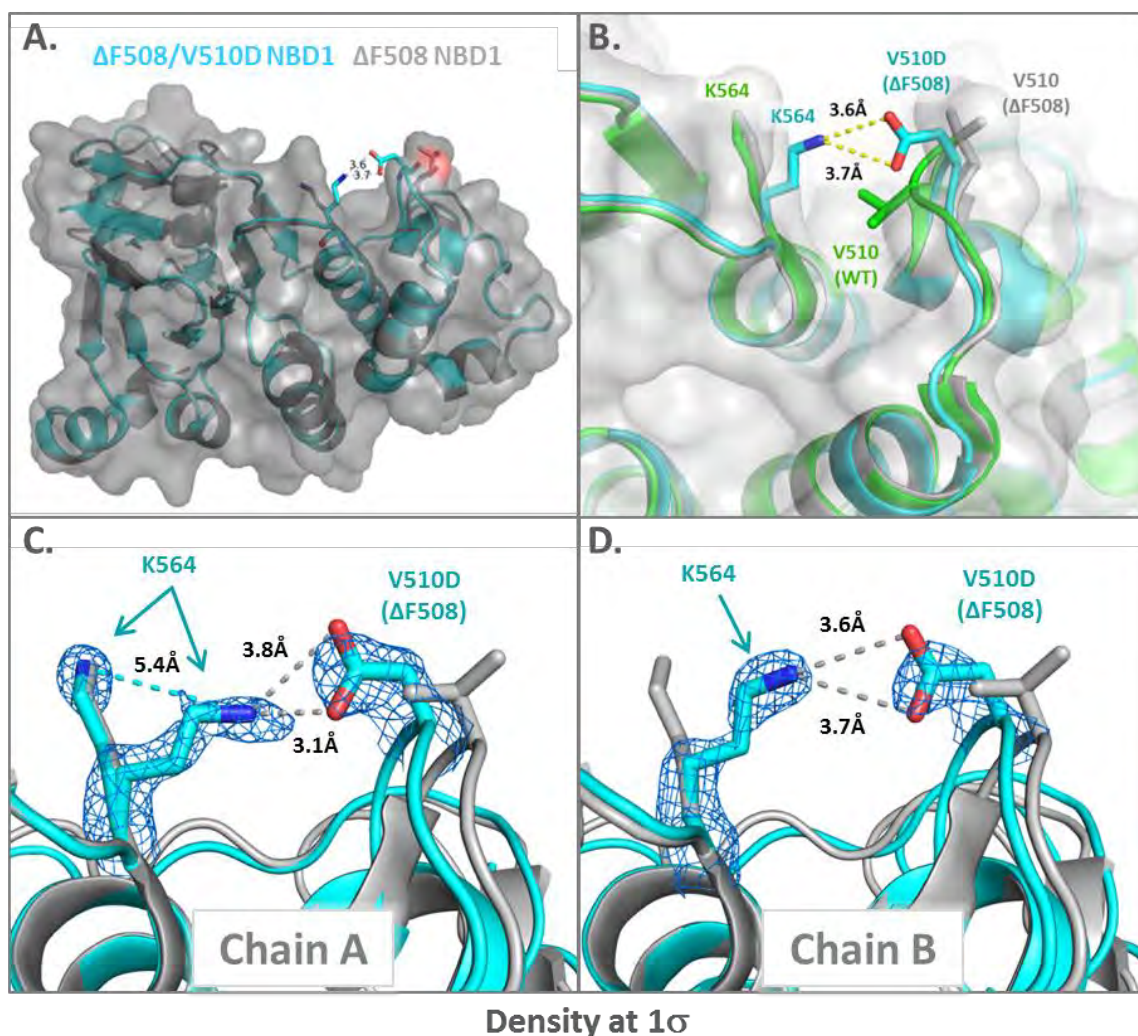 A.
ΔF508/V510D NBD1 ΔF508 NBD1
3.6
3.7
B.
V510D
(ΔF508)
V510
(ΔF508)
K564
K564
3.6Å
3.7Å
V510
(WT)
C.
K564
V510D
(ΔF508)
5.4Å
3.8Å
3.1Å
Chain A
D.
K564
V510D
(ΔF508)
3.6Å
3.7Å
Chain B
Density at 1σ